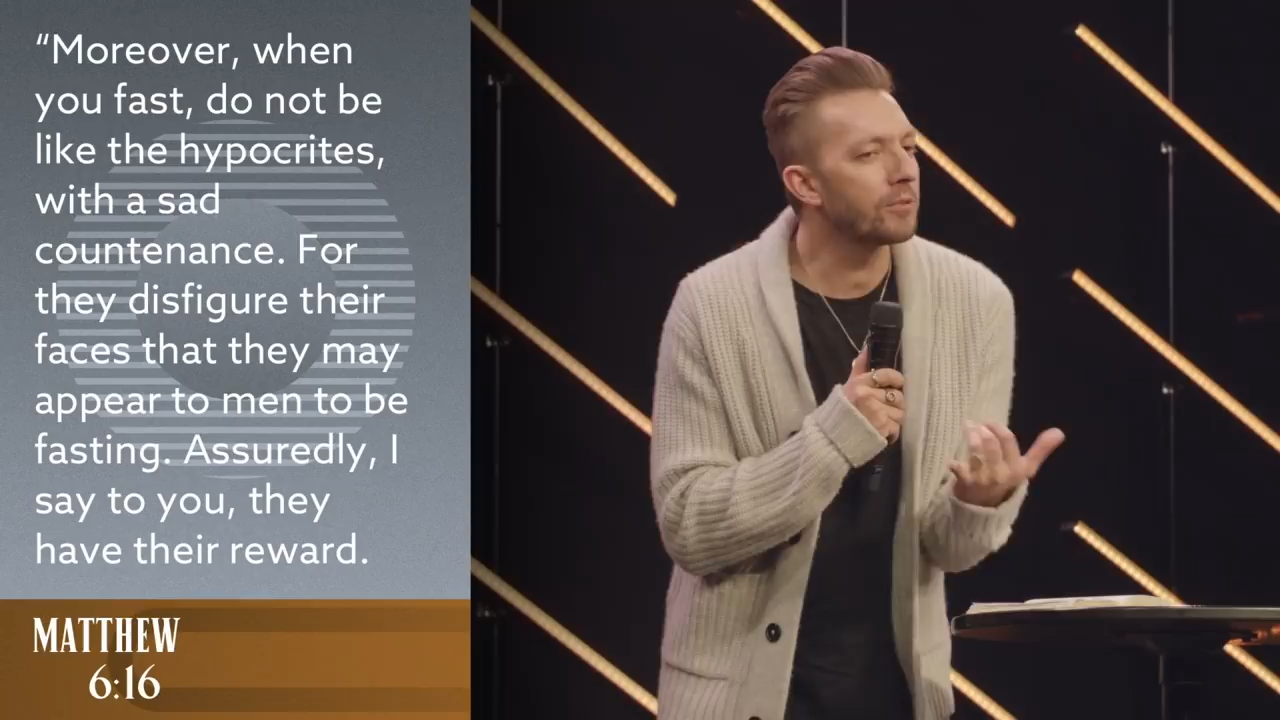 “Moreover, when
you fast, do not be
like the hypocrites,
with a sad
countenance. For
they disfigure their
faces that they may
appear to men to be
fasting. Assuredly, I
say to you, they
have their reward.
MATTHEW
6:16